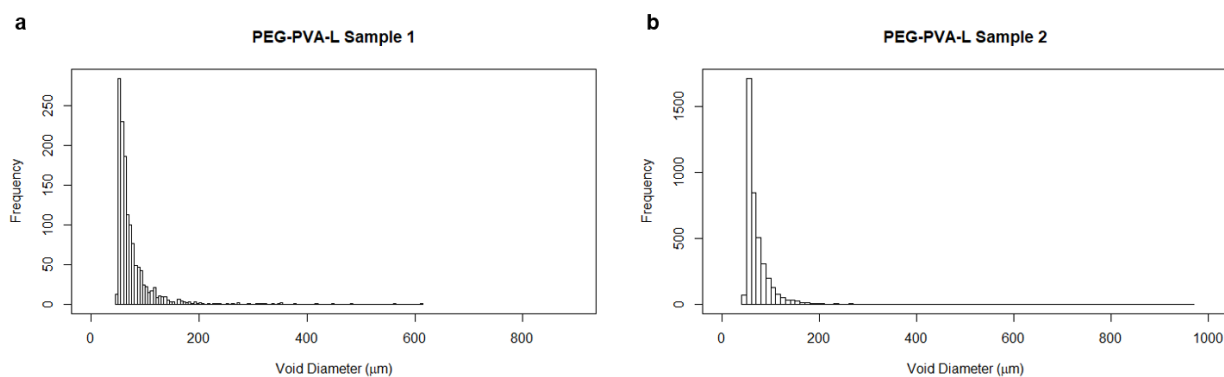 a
PEG-PVA-L Sample 1
Frequency
250
200
150
100
50
0
0 200 400 600 800
Void Diameter (μm)
b
PEG-PVA-L Sample 2
Frequency
1500
1000
500
0
0 200 400 600 800 1000
Void Diameter (μm)